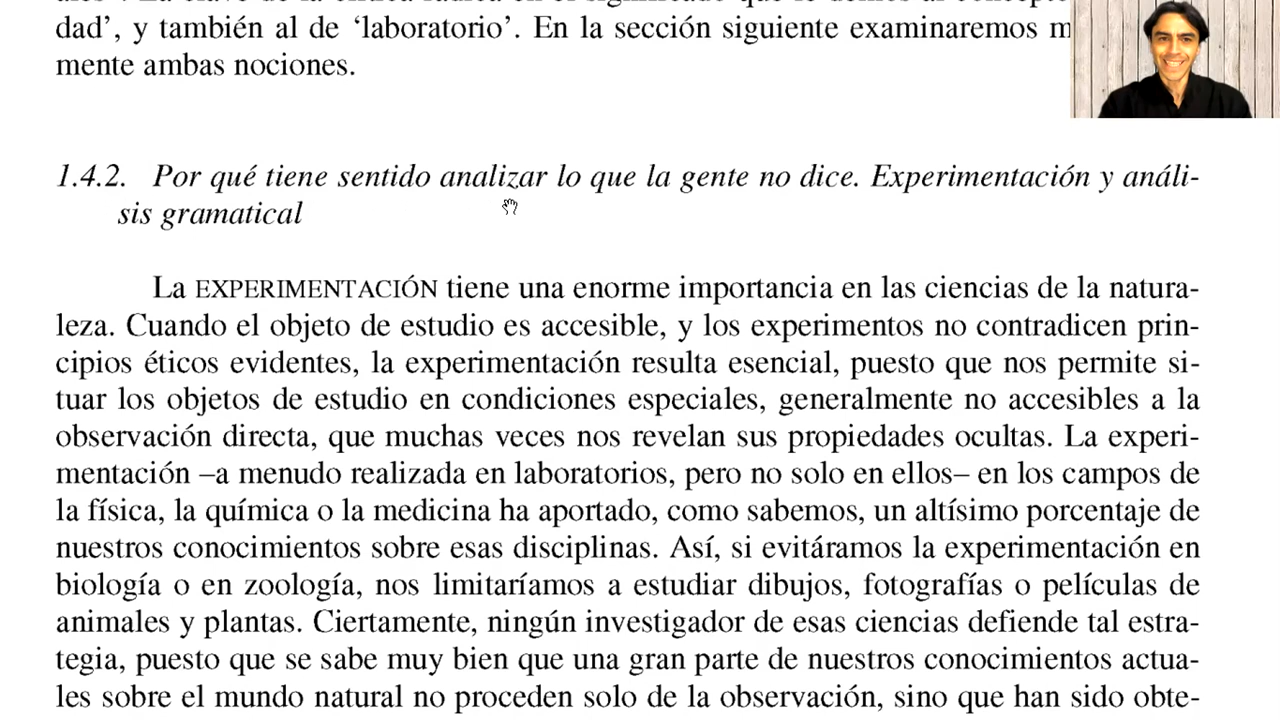 dad’, y también al de ‘laboratorio’. En la sección siguiente examinaremos
mente ambas nociones.
1.4.2. Por qué tiene sentido analizar lo que la gente no dice. Experimentación y análi-
sis gramatical
La EXPERIMENTACIÓN tiene una enorme importancia en las ciencias de la natura-
leza. Cuando el objeto de estudio es accesible, y los experimentos no contradicen prin-
cipios éticos evidentes, la experimentación resulta esencial, puesto que nos permite si-
tuar los objetos de estudio en condiciones especiales, generalmente no accesibles a la
observación directa, que muchas veces nos revelan sus propiedades ocultas. La experi-
mentación –a menudo realizada en laboratorios, pero no solo en ellos– en los campos de
la física, la química o la medicina ha aportado, como sabemos, un altísimo porcentaje de
nuestros conocimientos sobre esas disciplinas. Así, si evitáramos la experimentación en
biología o en zoología, nos limitaríamos a estudiar dibujos, fotografías o películas de
animales y plantas. Ciertamente, ningún investigador de esas ciencias defiende tal estra-
tegia, puesto que se sabe muy bien que una gran parte de nuestros conocimientos actua-
les sobre el mundo natural no proceden solo de la observación, sino que han sido obte-